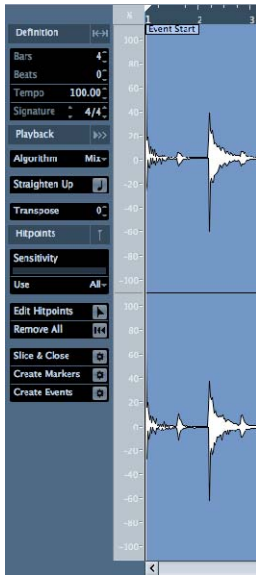 Definition
Bars 4
Beats 0
Tempo 100.00
Signature 4/4
Playback
Algorithm Mix
Straighten Up
Transpose 0
Hitpoints
Sensitivity
Use All
Edit Hitpoints
Remove All
Slice & Close
Create Markers
Create Events
%
1 2 3
Event Start
100
80
60
40
20
0
-20
-40
-60
-80
-100
100
80
60
40
20
0
-20
-40
-60
-80
-100